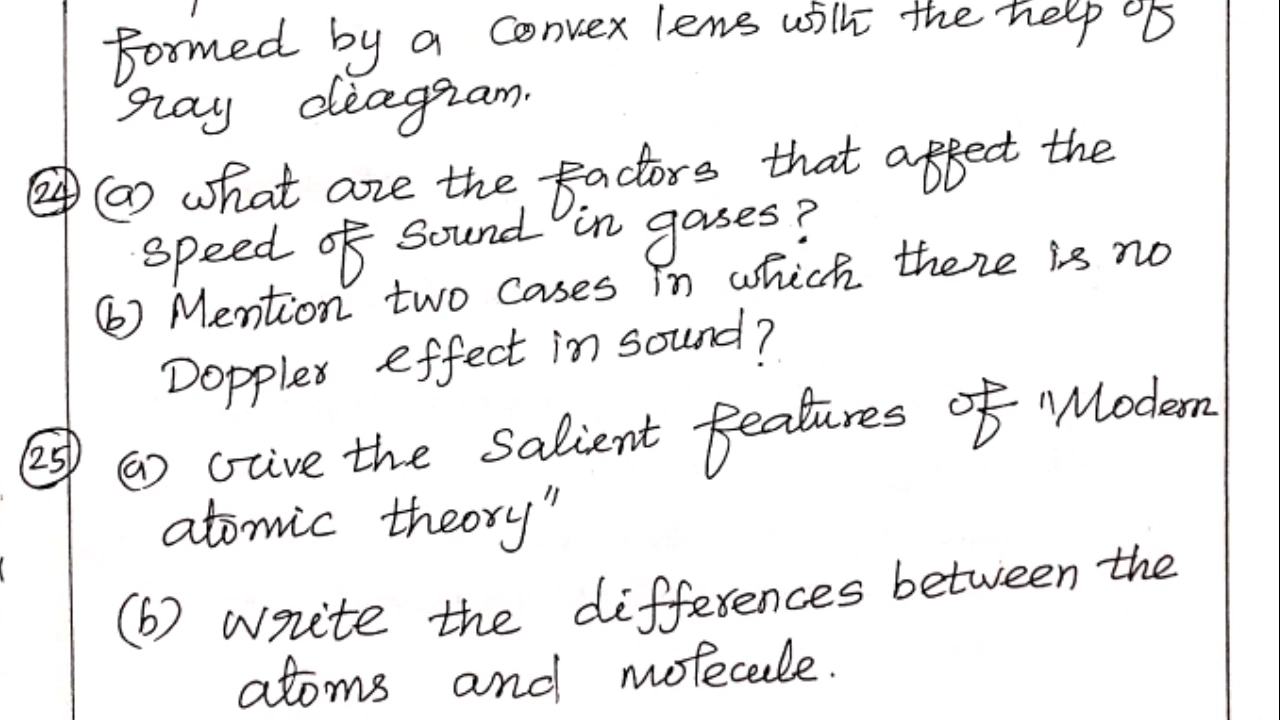 formed by a convex lens with the help of
ray diagram.
24 (a) what are the factors that affect the
speed of sound in gases?
(b) Mention two cases in which there is no
Doppler effect in sound?
25 (a) Give the salient features of "Modern
atomic theory"
(b) write the differences between the
atoms and molecule.